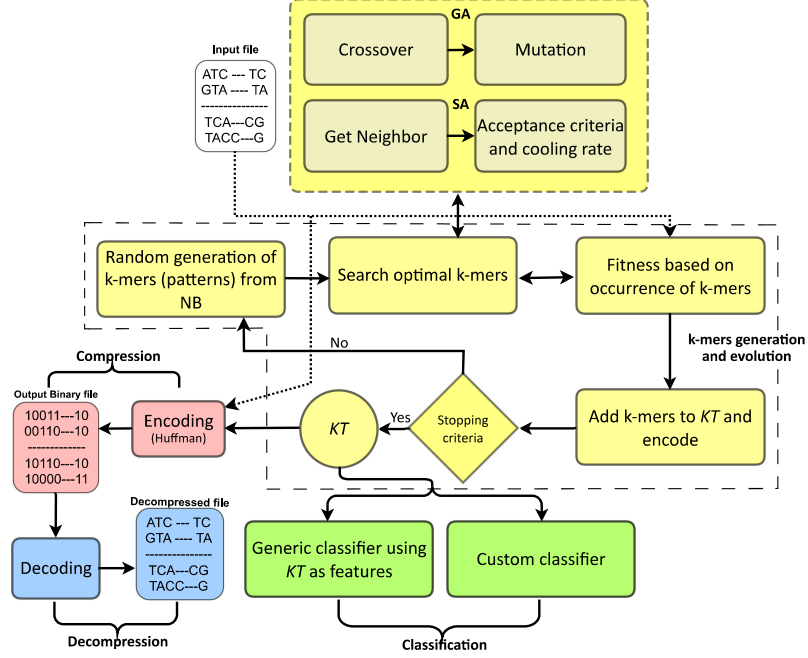 GA
Crossover
Mutation
SA
Get Neighbor
Acceptance criteria
and cooling rate
Input file
ATC --- TC
GTA ---- TA
---------------
TCA---CG
TACC---G
Random generation of
k-mers (patterns) from
NB
Search optimal k-mers
Fitness based on
occurrence of k-mers
k-mers generation
and evolution
No
Compression
Output Binary file
10011---10
00110---10
-------------
10110---10
10000---11
Encoding
(Huffman)
KT
Yes
Stopping
criteria
Add k-mers to KT and
encode
Decompressed file
ATC --- TC
GTA ---- TA
---------------
TCA---CG
TACC---G
Decoding
Generic classifier using
KT as features
Custom classifier
Decompression
Classification